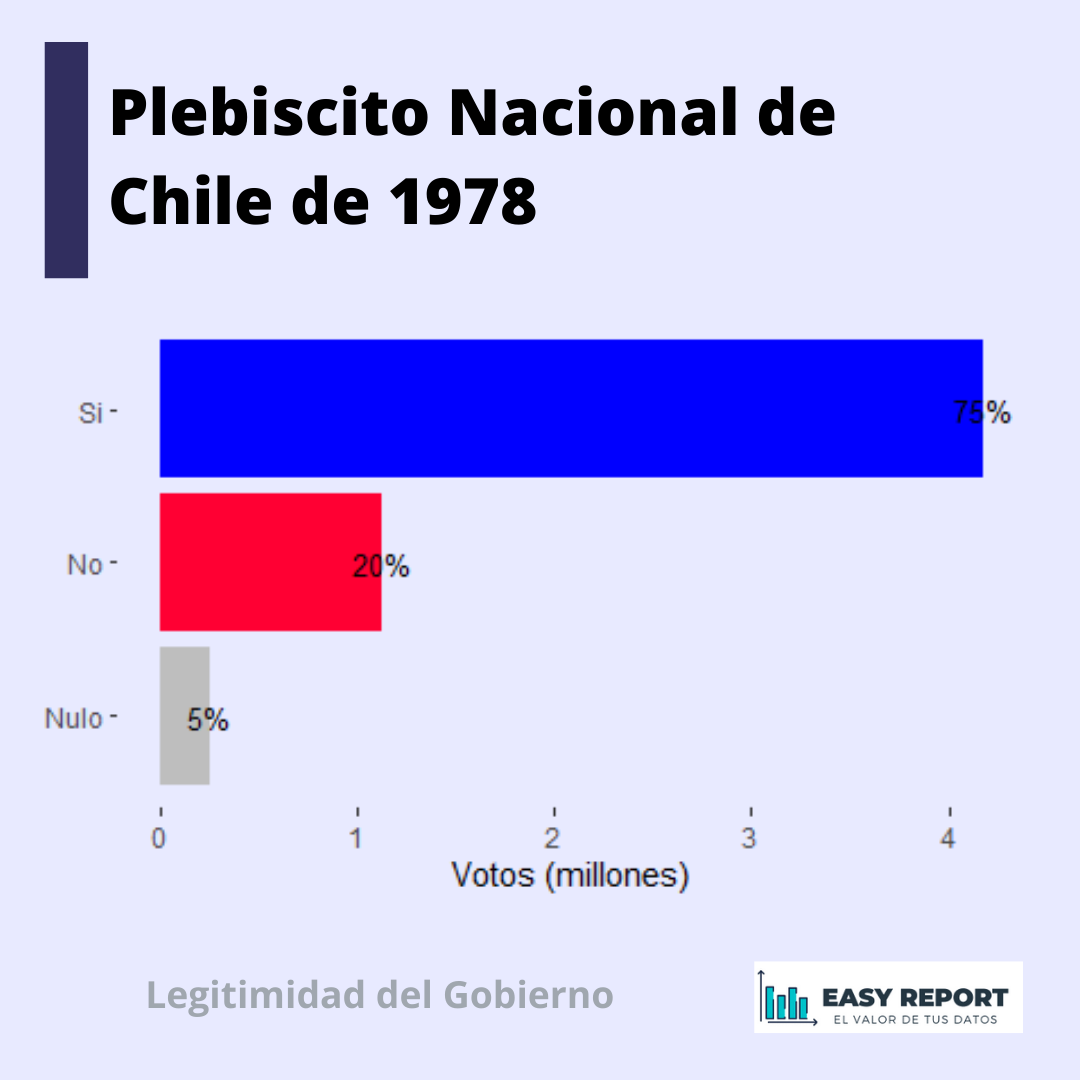 Plebiscito Nacional de
Chile de 1978
Si
75%
No
20%
Nulo
5%
0 1 2 3 4
Votos (millones)
Legitimidad del Gobierno
EASY REPORT
EL VALOR DE TUS DATOS